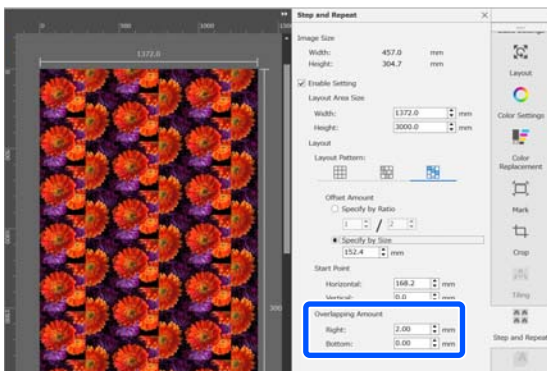 Step and Repeat
Image Size
Width: 457.0 mm
Height: 304.7 mm
Enable Setting
Layout Area Size
Width: 1372.0 mm
Height: 3000.0 mm
Layout
Layout Pattern:
Offset Amount
Specify by Ratio
1 / 2
Specify by Size
152.4 mm
Start Point
Horizontal: 168.2 mm
Vertical: 0.0 mm
Overlapping Amount
Right: 2.00 mm
Bottom: 0.00 mm
0 500 1000
1372.0
Layout
Color Settings
Color
Replacement
Mark
Crop
Tiling
Step and Repeat